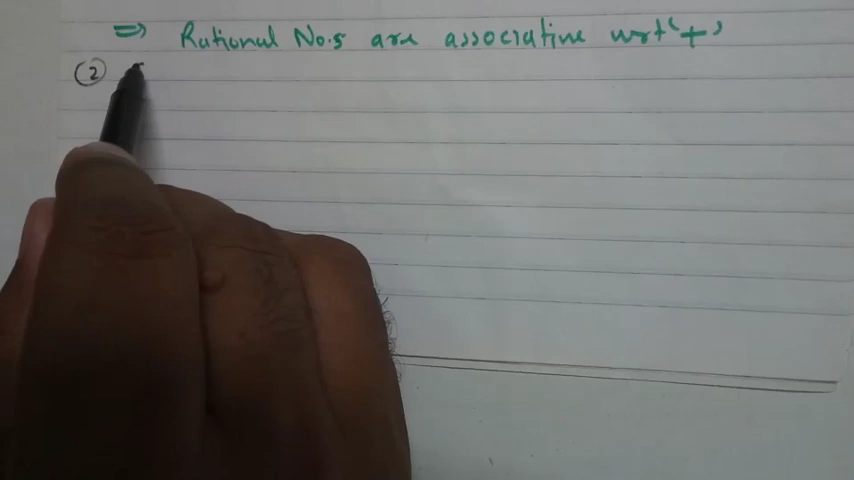 ⇒ Rational No.s are associative wrt '+'
②